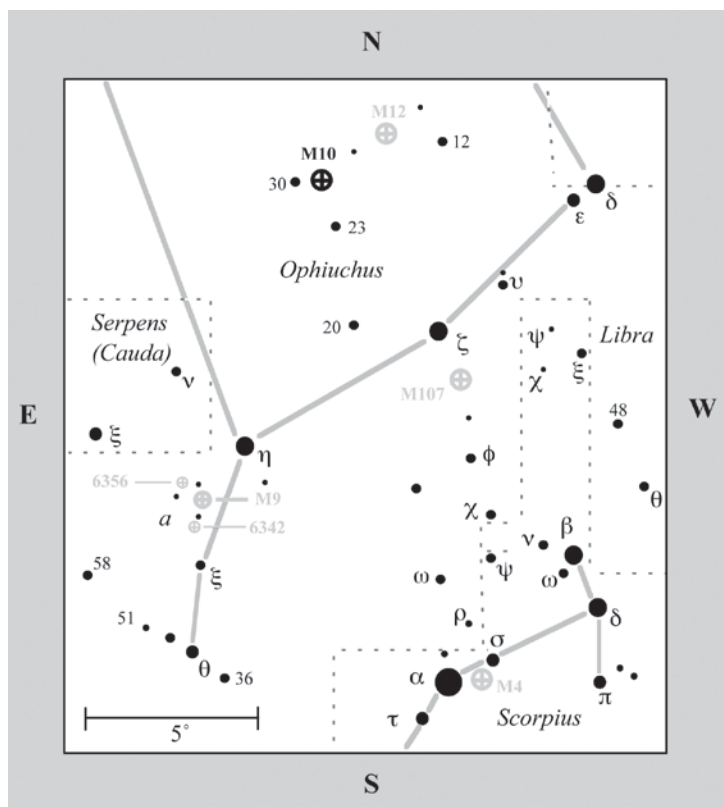 N
M12
M10
12
30
δ
ε
23
Ophiuchus
υ
20
Serpens
(Cauda)
ζ
ψ
Libra
ξ
χ
ν
M107
E
W
ξ
48
η
φ
6356
θ
M9
a
χ
6342
ν
β
ξ
ψ
58
ω
ω
δ
51
ρ
σ
θ
α
36
M4
π
τ
Scorpius
5°
S